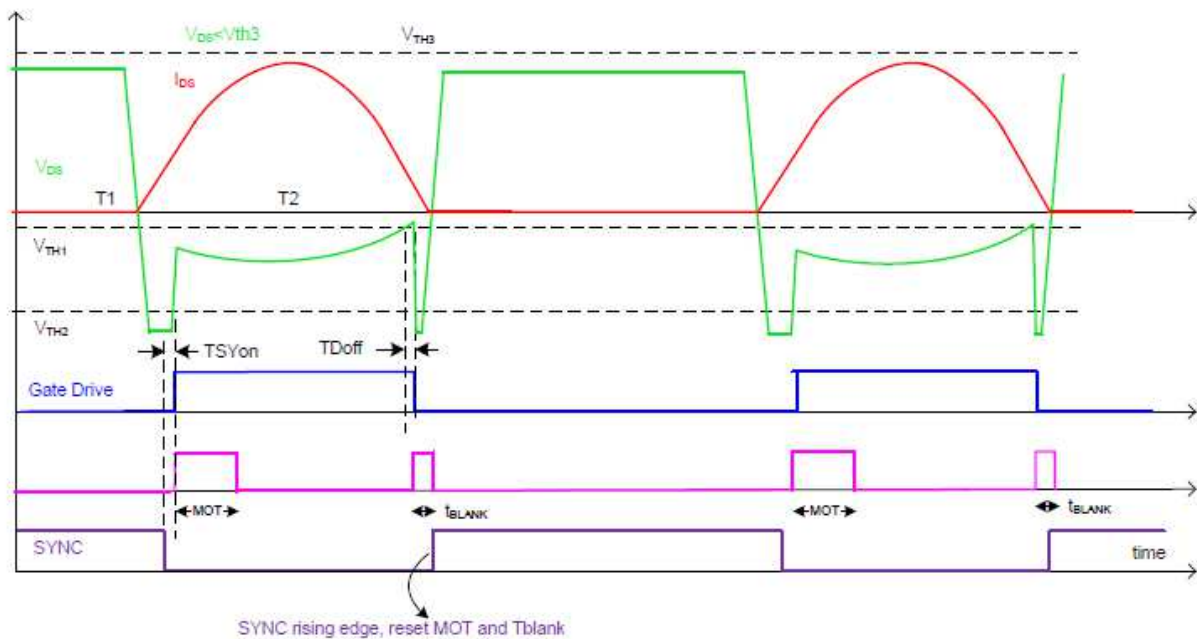 VDS<Vth3
VTH3
IDS
VDS
T1
T2
VTH1
VTH2
TSYon
TDoff
Gate Drive
MOT
tBLANK
MOT
tBLANK
SYNC
time
SYNC rising edge, reset MOT and Tblank